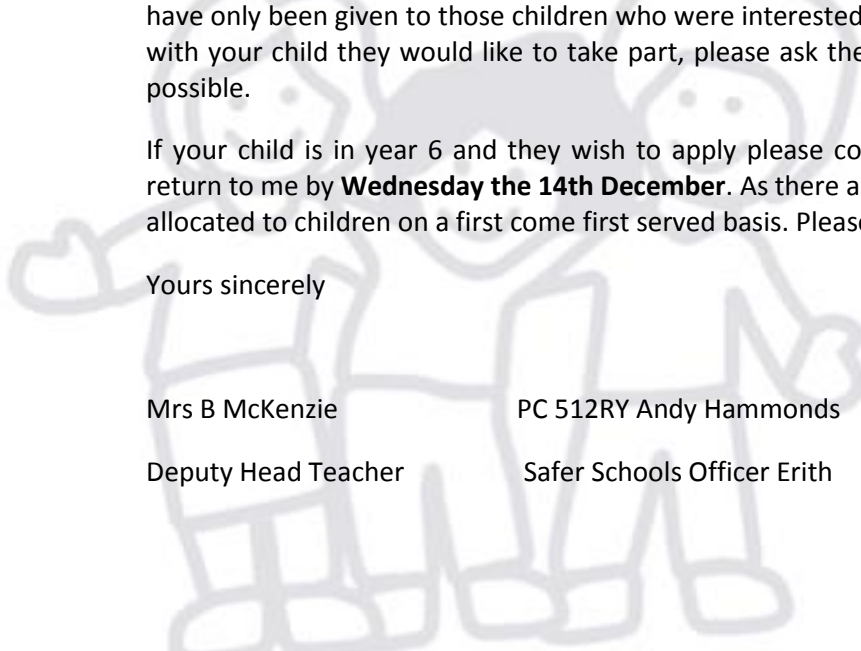 have only been given to those children who were interested
with your child they would like to take part, please ask the
possible.
If your child is in year 6 and they wish to apply please co
return to me by Wednesday the 14th December. As there a
allocated to children on a first come first served basis. Please
Yours sincerely
Mrs B McKenzie PC 512RY Andy Hammonds
Deputy Head Teacher Safer Schools Officer Erith